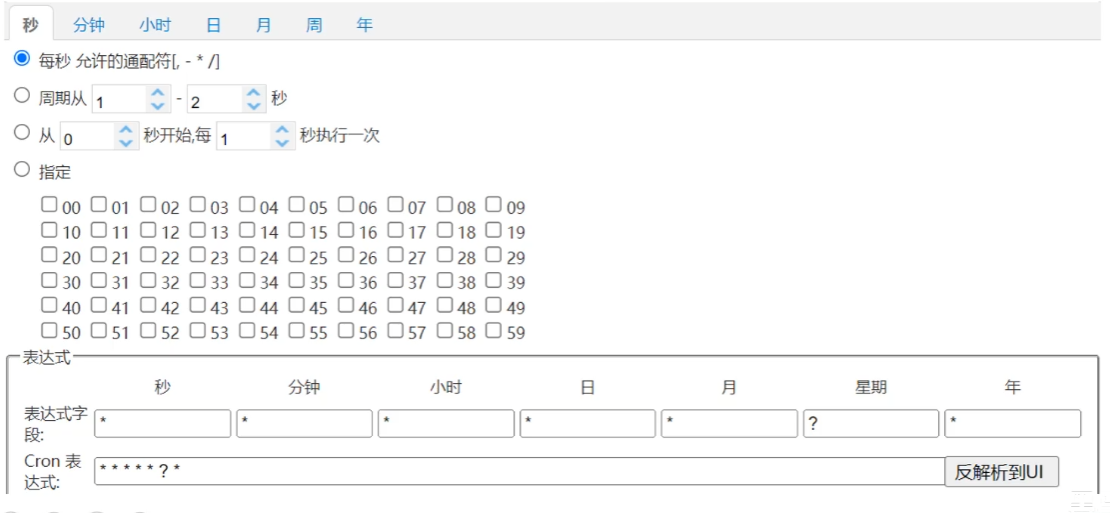 秒 分钟 小时 日 月 周 年
每秒 允许的通配符[, - * /]
周期从 1 - 2 秒
从 0 秒开始,每 1 秒执行一次
指定
00 01 02 03 04 05 06 07 08 09
10 11 12 13 14 15 16 17 18 19
20 21 22 23 24 25 26 27 28 29
30 31 32 33 34 35 36 37 38 39
40 41 42 43 44 45 46 47 48 49
50 51 52 53 54 55 56 57 58 59
表达式
秒 分钟 小时 日 月 星期 年
表达式字段: * * * * * ? *
Cron 表达式: * * * * * ? * 反解析到UI